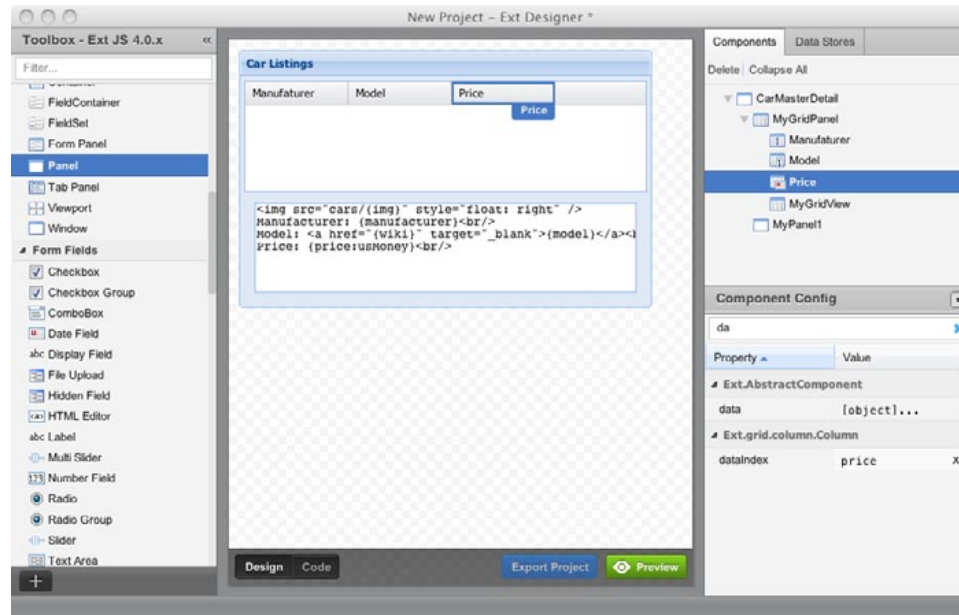 New Project – Ext Designer *
Toolbox - Ext JS 4.0.x «
Filter...
Container
FieldContainer
FieldSet
Form Panel
Panel
Tab Panel
Viewport
Window
Form Fields
Checkbox
Checkbox Group
ComboBox
Date Field
abc Display Field
File Upload
Hidden Field
HTML Editor
abc Label
Multi Slider
123 Number Field
Radio
Radio Group
Slider
Text Area
+
Car Listings
Manufaturer Model Price
Price
<img src="cars/{img}" style="float: right" />
Manufacturer: {manufacturer}<br/>
Model: <a href="{wiki}" target="_blank">{model}</a><b
Price: {price:usMoney}<br/>
Design Code Export Project Preview
Components Data Stores
Delete Collapse All
CarMasterDetail
MyGridPanel
Manufaturer
Model
Price
MyGridView
MyPanel1
Component Config
da
Property Value
Ext.AbstractComponent
data [object]...
Ext.grid.column.Column
dataIndex price x